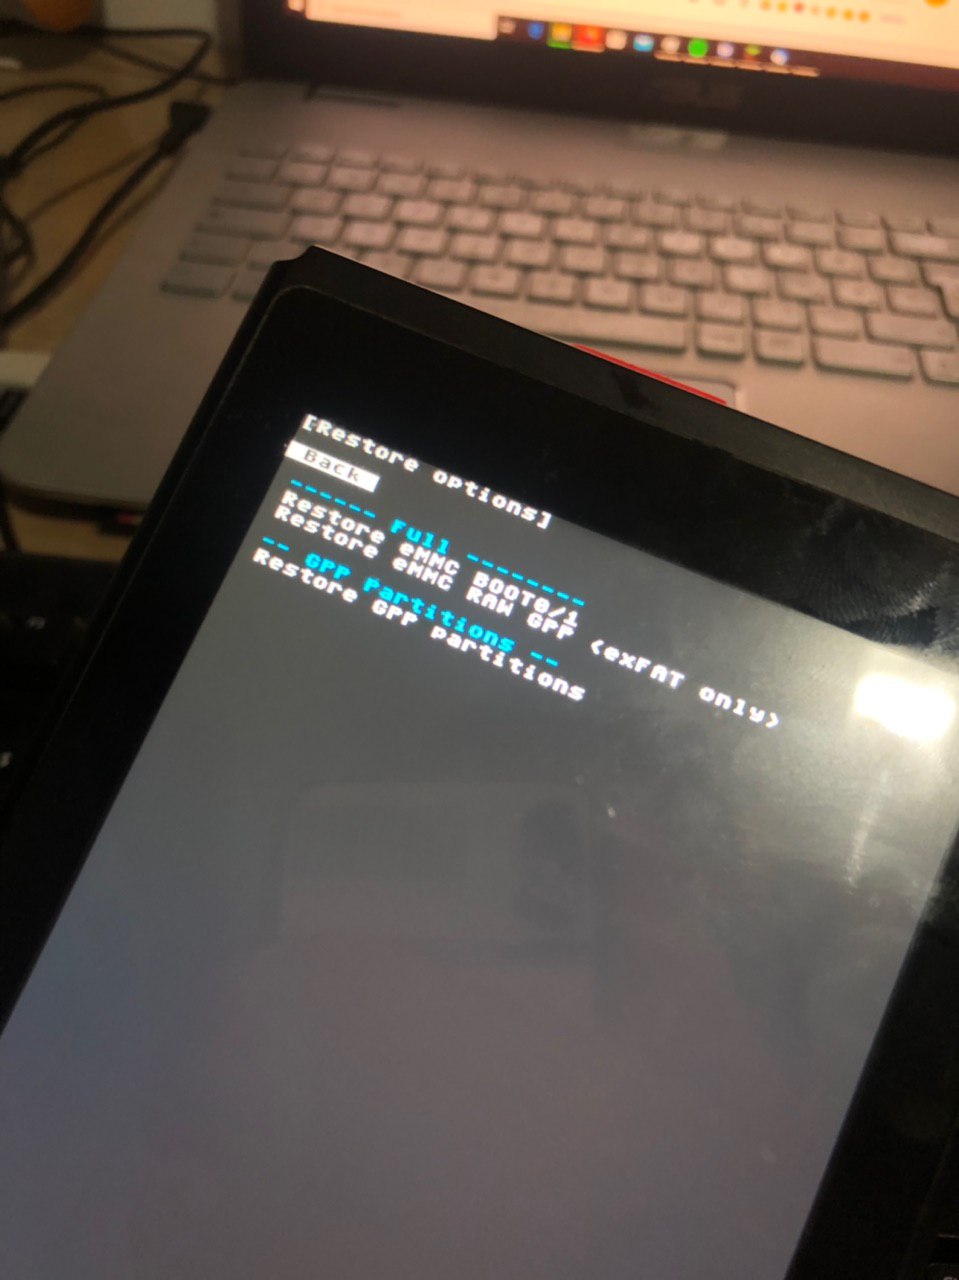 [Restore options]
Back
------ Full --------
Restore eMMC BOOT0/1
Restore eMMC RAW GPP (exFAT only)
-- GPP Partitions --
Restore GPP partitions